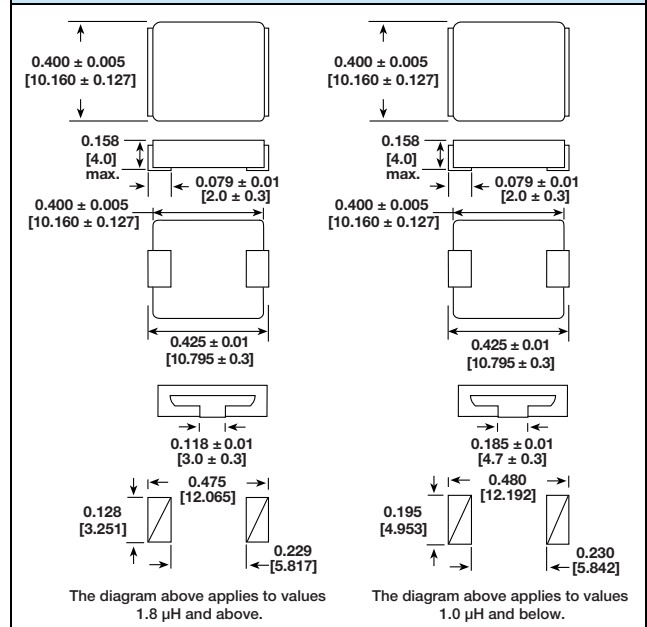 0.400 ± 0.005
[10.160 ± 0.127]
0.158
[4.0]
max.
0.079 ± 0.01
[2.0 ± 0.3]
0.400 ± 0.005
[10.160 ± 0.127]
0.425 ± 0.01
[10.795 ± 0.3]
0.118 ± 0.01
[3.0 ± 0.3]
0.475
[12.065]
0.128
[3.251]
0.229
[5.817]
The diagram above applies to values
1.8 µH and above.
0.400 ± 0.005
[10.160 ± 0.127]
0.158
[4.0]
max.
0.079 ± 0.01
[2.0 ± 0.3]
0.400 ± 0.005
[10.160 ± 0.127]
0.425 ± 0.01
[10.795 ± 0.3]
0.185 ± 0.01
[4.7 ± 0.3]
0.480
[12.192]
0.195
[4.953]
0.230
[5.842]
The diagram above applies to values
1.0 µH and below.